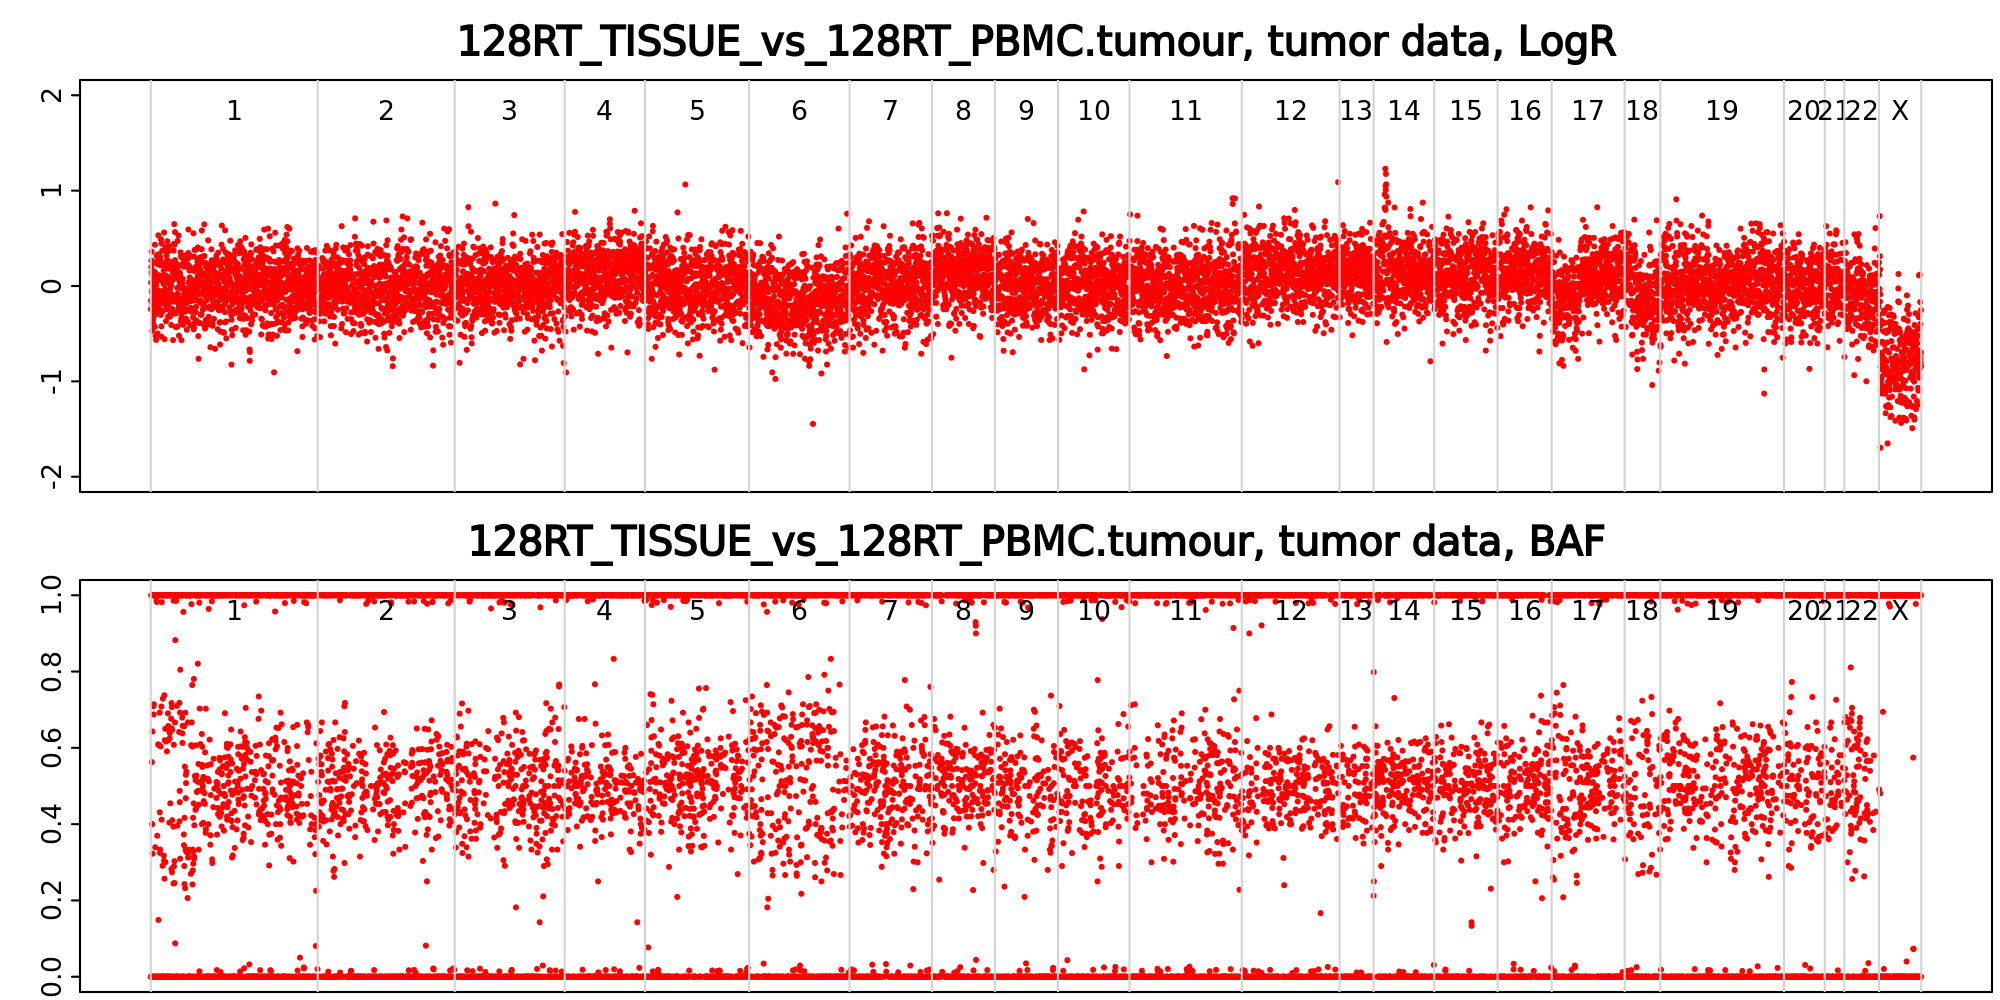 128RT_TISSUE_vs_128RT_PBMC.tumour, tumor data, LogR
2
1
0
-1
-2
1 2 3 4 5 6 7 8 9 10 11 12 13 14 15 16 17 18 19 20 21 22 X
128RT_TISSUE_vs_128RT_PBMC.tumour, tumor data, BAF
1.0
0.8
0.6
0.4
0.2
0.0
1 2 3 4 5 6 7 8 9 10 11 12 13 14 15 16 17 18 19 20 21 22 X